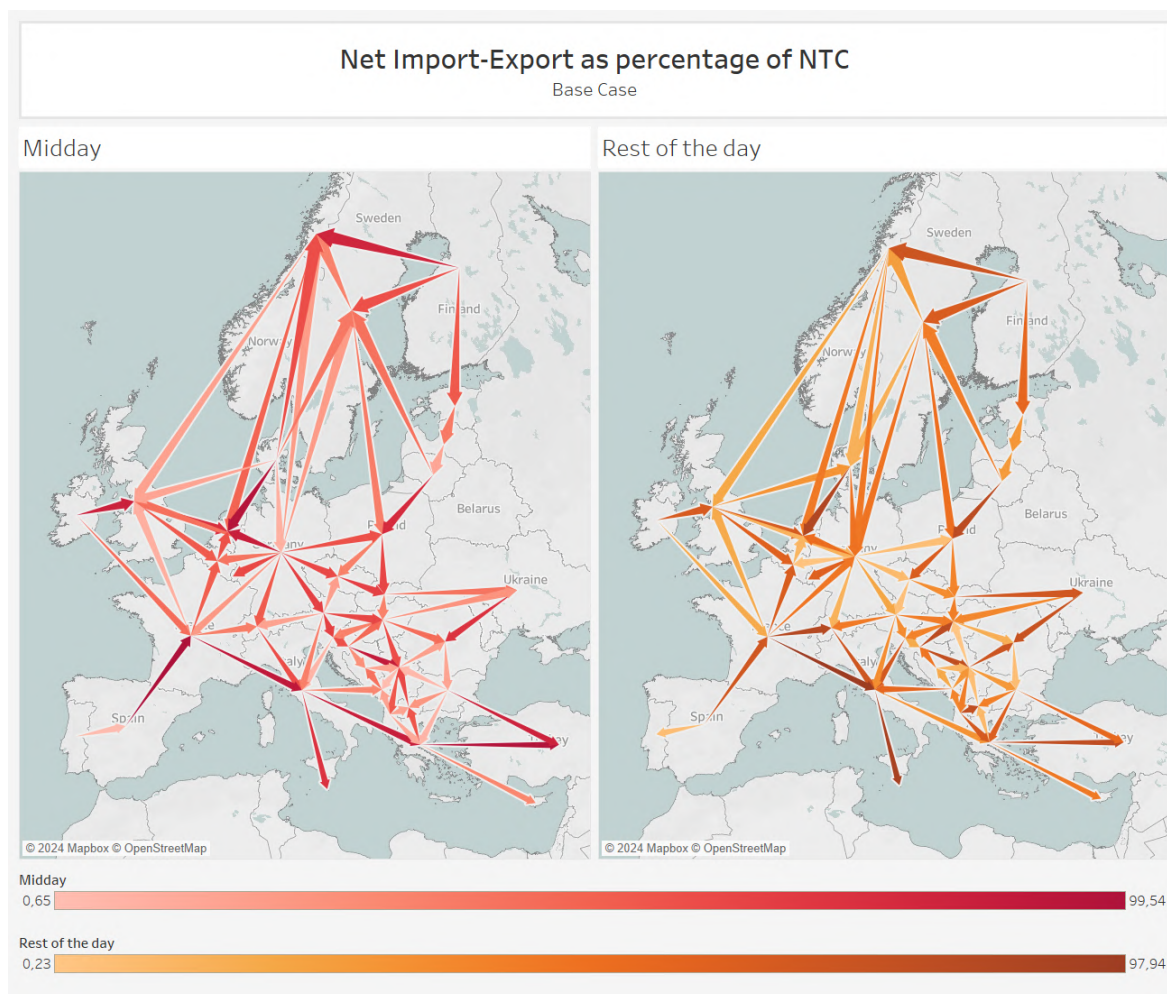 Net Import-Export as percentage of NTC
Base Case
Midday
Rest of the day
Sweden
Finland
Norway
Belarus
Ukraine
Spain
© 2024 Mapbox © OpenStreetMap
Sweden
Finland
Norway
Belarus
Ukraine
Spain
© 2024 Mapbox © OpenStreetMap
Midday
0,65
99,54
Rest of the day
0,23
97,94